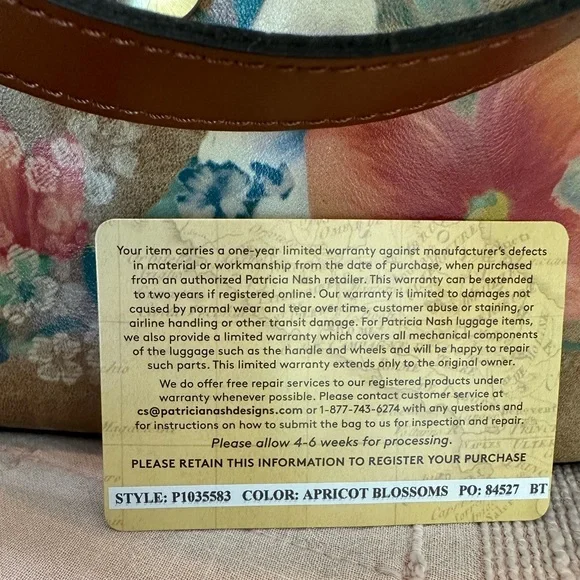 Your item carries a one-year limited warranty against manufacturer's defects
in material or workmanship from the date of purchase, when purchased
from an authorized Patricia Nash retailer. This warranty can be extended
to two years if registered online. Our warranty is limited to damages not
caused by normal wear and tear over time, customer abuse or staining, or
airline handling or other transit damage. For Patricia Nash luggage items,
we also provide a limited warranty which covers all mechanical components
of the luggage such as the handle and wheels and will be happy to repair
such parts. This limited warranty extends only to the original owner.
We do offer free repair services to our registered products under
warranty whenever possible. Please contact customer service at
cs@patricianashdesigns.com or 1-877-743-6274 with any questions and
for instructions on how to submit the bag to us for inspection and repair.
Please allow 4-6 weeks for processing.
PLEASE RETAIN THIS INFORMATION TO REGISTER YOUR PURCHASE
STYLE: P1035583 COLOR: APRICOT BLOSSOMS PO: 84527 BT